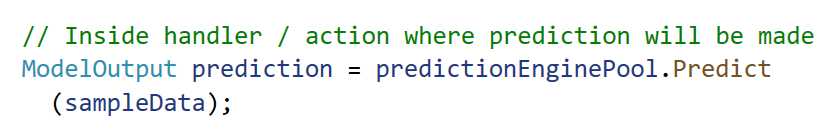 // Inside handler / action where prediction will be made
ModelOutput prediction = predictionEnginePool.Predict
(sampleData);